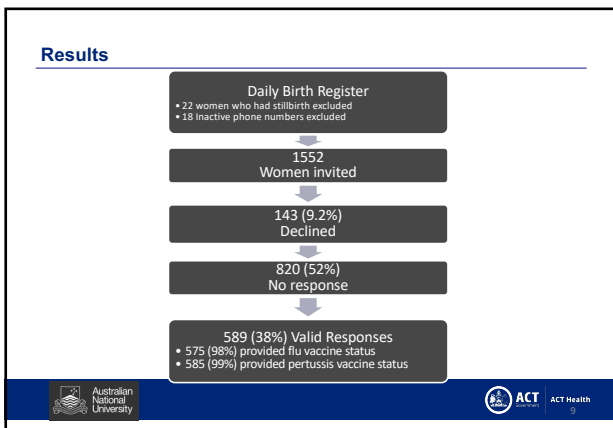 Results
Daily Birth Register
• 22 women who had stillbirth excluded
• 18 Inactive phone numbers excluded
1552
Women invited
143 (9.2%)
Declined
820 (52%)
No response
589 (38%) Valid Responses
• 575 (98%) provided flu vaccine status
• 585 (99%) provided pertussis vaccine status
Australian
National
University
ACT
Government
ACT Health
9